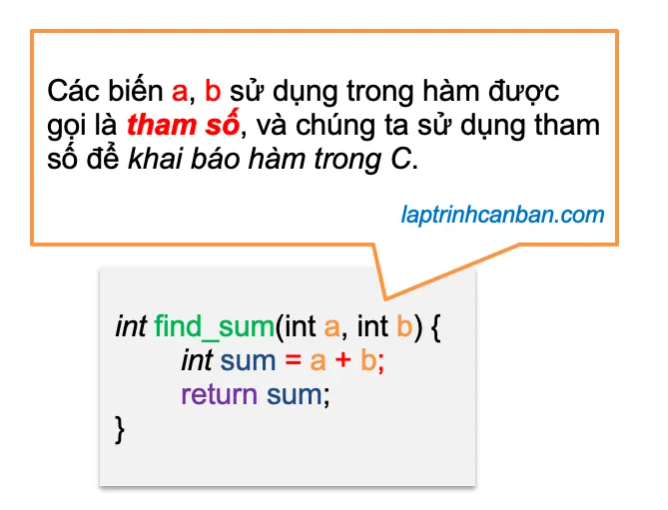 Các biến a, b sử dụng trong hàm được
gọi là tham số, và chúng ta sử dụng tham
số để khai báo hàm trong C.
laptrinhcanban.com
int find_sum(int a, int b) {
int sum = a + b;
return sum;
}